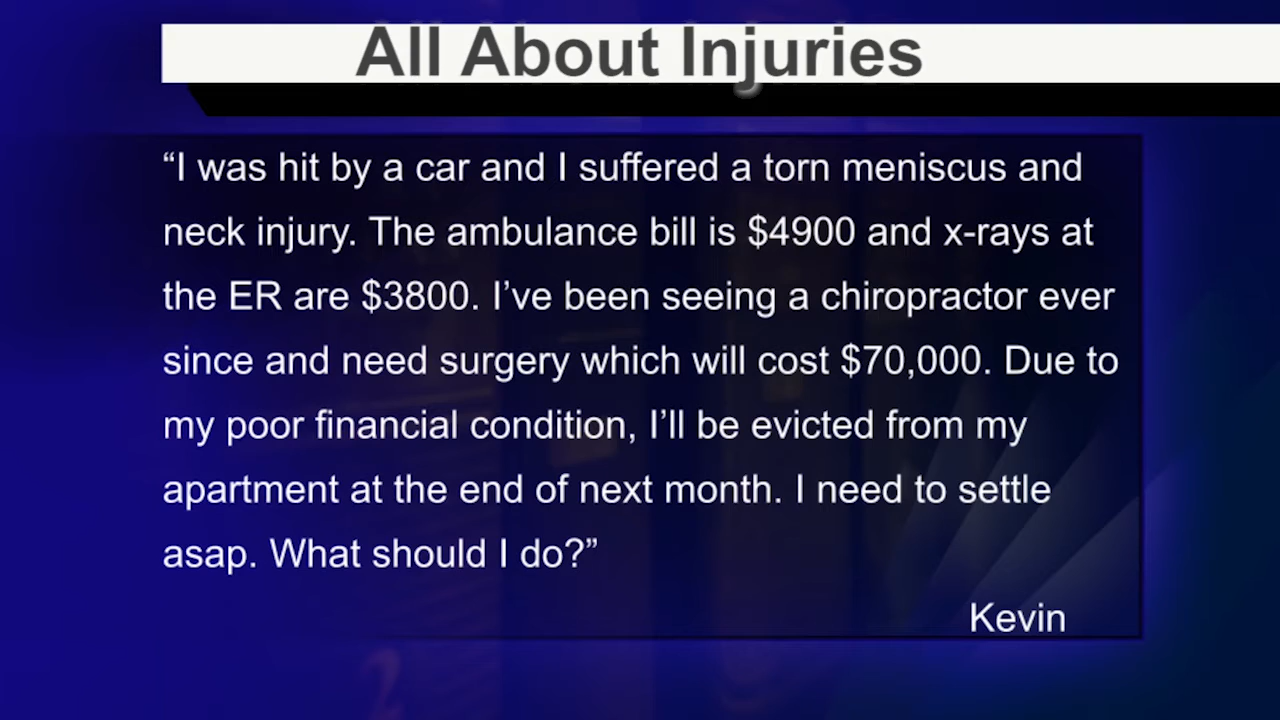 All About Injuries
“I was hit by a car and I suffered a torn meniscus and
neck injury. The ambulance bill is $4900 and x-rays at
the ER are $3800. I’ve been seeing a chiropractor ever
since and need surgery which will cost $70,000. Due to
my poor financial condition, I’ll be evicted from my
apartment at the end of next month. I need to settle
asap. What should I do?”
Kevin